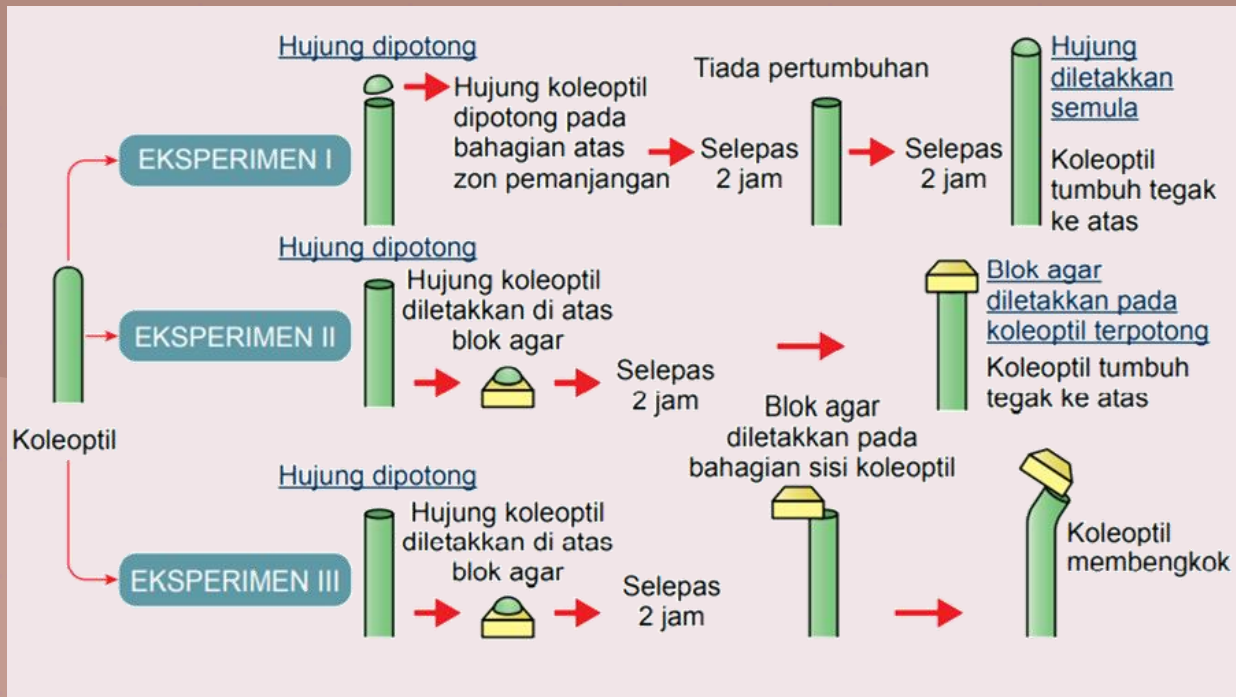 Hujung dipotong
EKSPERIMEN I
Hujung koleoptil
dipotong pada
bahagian atas
zon pemanjangan
Selepas
2 jam
Tiada pertumbuhan
Selepas
2 jam
Hujung
diletakkan
semula
Koleoptil
tumbuh tegak
ke atas
Koleoptil
Hujung dipotong
EKSPERIMEN II
Hujung koleoptil
diletakkan di atas
blok agar
Selepas
2 jam
Blok agar
diletakkan pada
koleoptil terpotong
Koleoptil tumbuh
tegak ke atas
Hujung dipotong
EKSPERIMEN III
Hujung koleoptil
diletakkan di atas
blok agar
Selepas
2 jam
Blok agar
diletakkan pada
bahagian sisi koleoptil
Koleoptil
membengkok